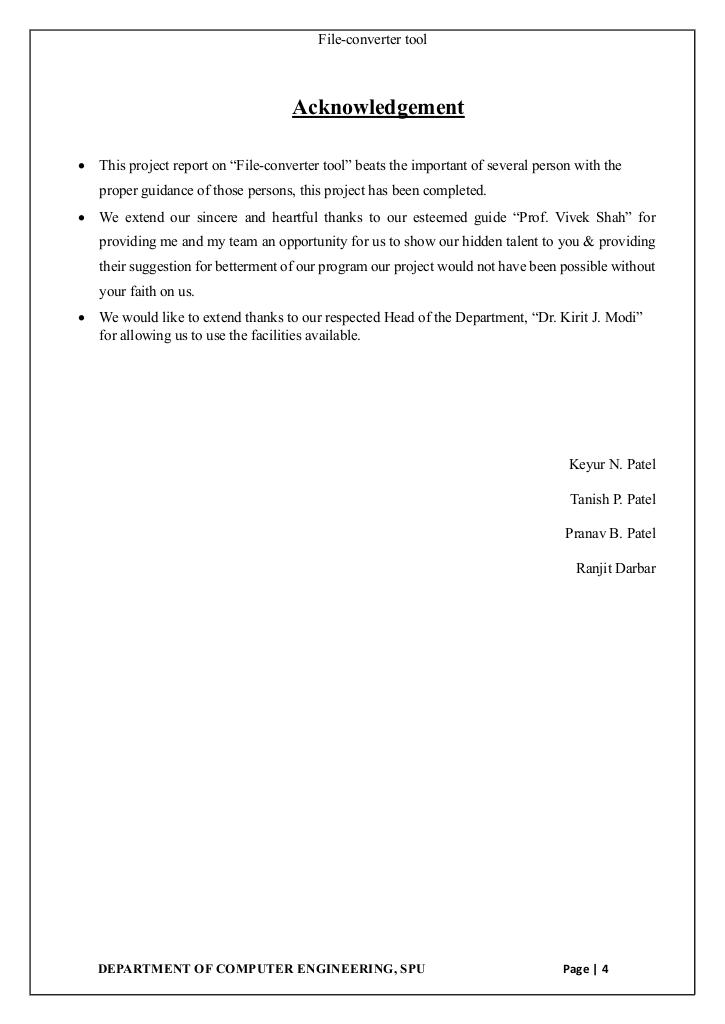 File-converter tool
Acknowledgement
• This project report on “File-converter tool” beats the important of several person with the
proper guidance of those persons, this project has been completed.
• We extend our sincere and heartful thanks to our esteemed guide “Prof. Vivek Shah” for
providing me and my team an opportunity for us to show our hidden talent to you & providing
their suggestion for betterment of our program our project would not have been possible without
your faith on us.
• We would like to extend thanks to our respected Head of the Department, “Dr. Kirit J. Modi”
for allowing us to use the facilities available.
Keyur N. Patel
Tanish P. Patel
Pranav B. Patel
Ranjit Darbar
DEPARTMENT OF COMPUTER ENGINEERING, SPU Page | 4